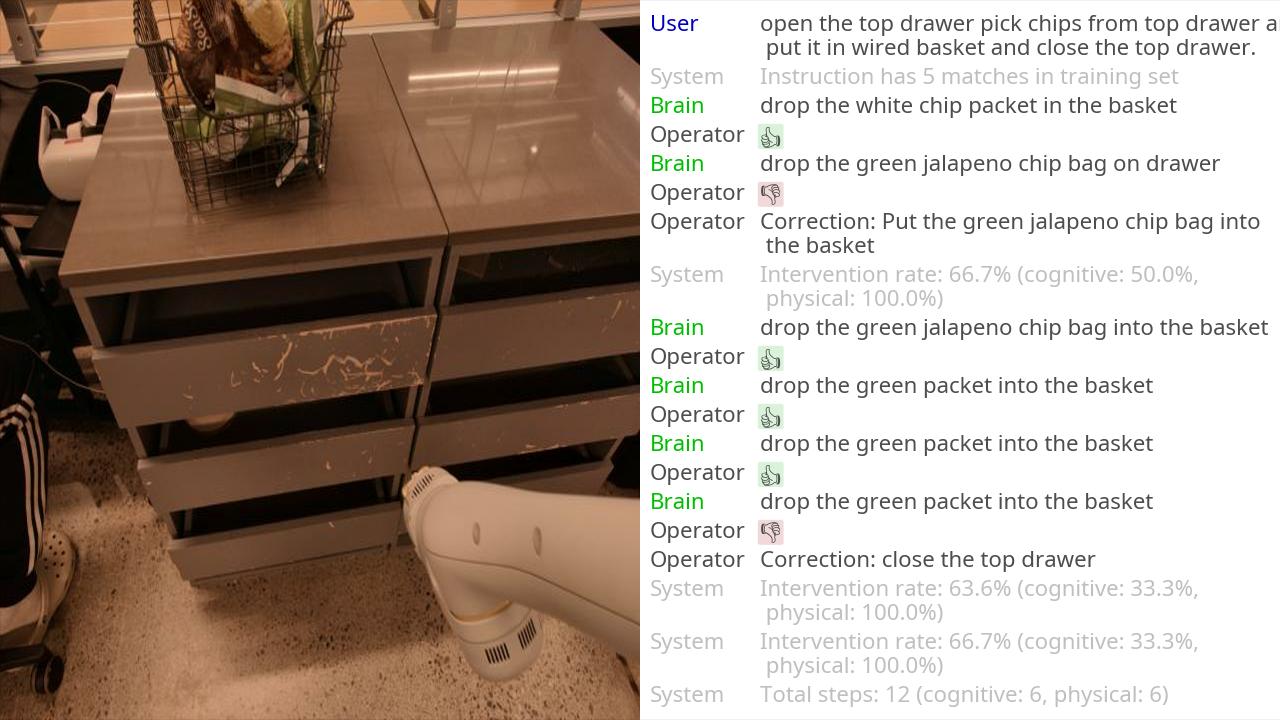 User open the top drawer pick chips from top drawer a
put it in wired basket and close the top drawer.
System Instruction has 5 matches in training set
Brain drop the white chip packet in the basket
Operator 👍
Brain drop the green jalapeno chip bag on drawer
Operator 👎
Operator Correction: Put the green jalapeno chip bag into
the basket
System Intervention rate: 66.7% (cognitive: 50.0%,
physical: 100.0%)
Brain drop the green jalapeno chip bag into the basket
Operator 👍
Brain drop the green packet into the basket
Operator 👍
Brain drop the green packet into the basket
Operator 👍
Brain drop the green packet into the basket
Operator 👎
Operator Correction: close the top drawer
System Intervention rate: 63.6% (cognitive: 33.3%,
physical: 100.0%)
System Intervention rate: 66.7% (cognitive: 33.3%,
physical: 100.0%)
System Total steps: 12 (cognitive: 6, physical: 6)